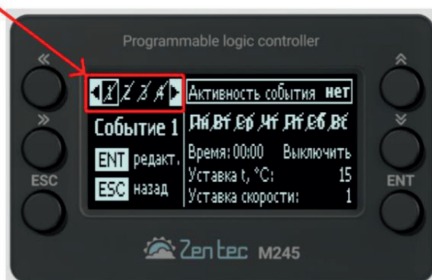 Programmable logic controller
1 2 3 4
Активность события нет
Событие 1
Пн Вт Ср Чт Пт Сб Вс
ENT редакт.
Время: 00:00 Выключить
Уставка t, °C: 15
ESC назад
Уставка скорости: 1
ESC
ENT
Zentec M245